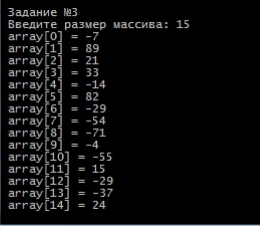 Задание №3
Введите размер массива: 15
array[0] = -7
array[1] = 89
array[2] = 21
array[3] = 33
array[4] = -14
array[5] = 82
array[6] = -29
array[7] = -54
array[8] = -71
array[9] = -4
array[10] = -55
array[11] = 15
array[12] = -29
array[13] = -37
array[14] = 24